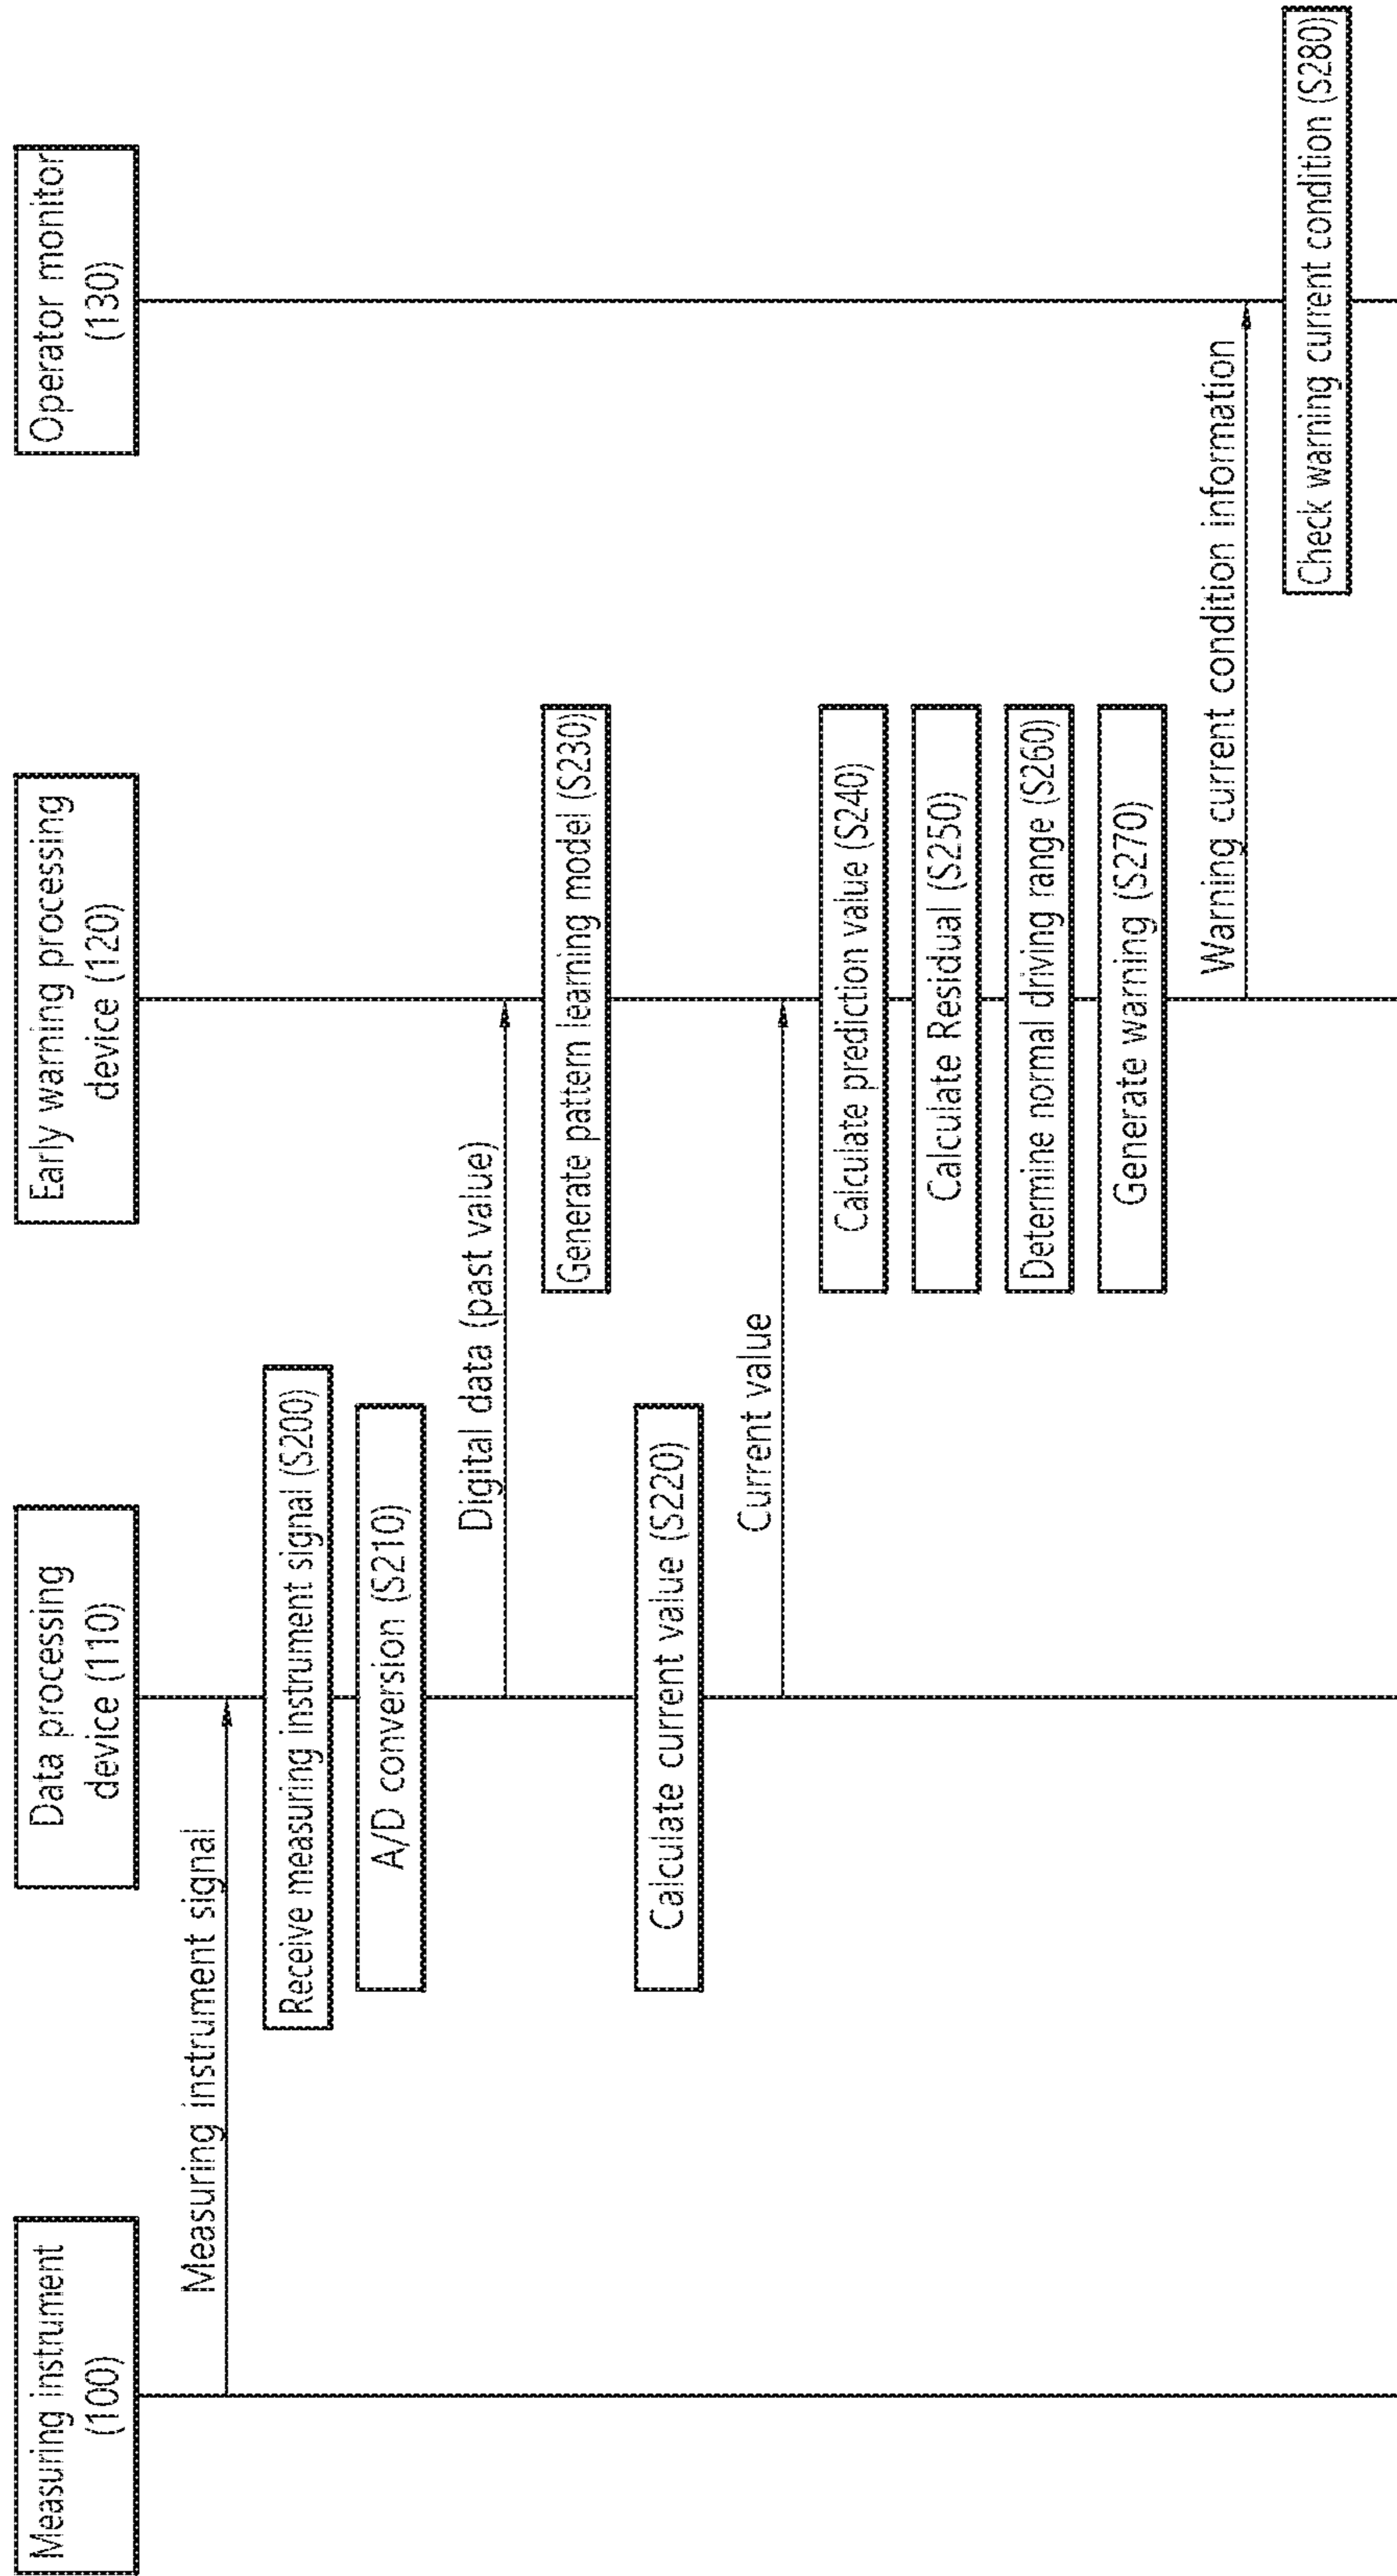 Measuring instrument
(100)
Data processing
device (110)
Early warning processing
device (120)
Operator monitor
(130)
Measuring instrument signal
Receive measuring instrument signal (S200)
A/D conversion (S210)
Digital data (past value)
Generate pattern learning model (S230)
Calculate current value (S220)
Current value
Calculate prediction value (S240)
Calculate Residual (S250)
Determine normal driving range (S260)
Generate warning (S270)
Warning current condition information
Check warning current condition (S280)